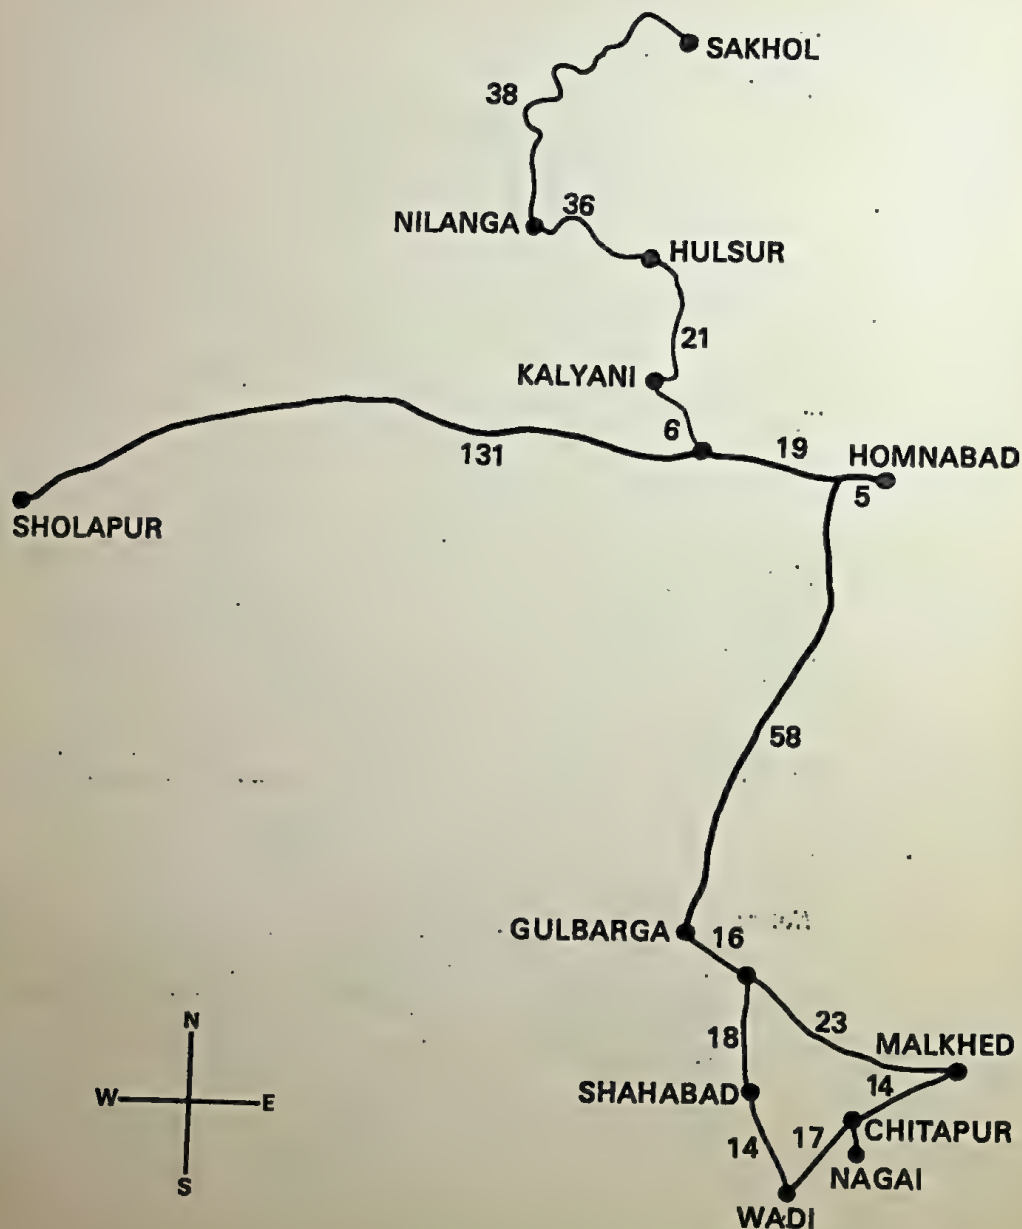 SAKHOL
38
36
NILANGA
HULSUR
21
KALYANI
6
19
HOMNABAD
131
5
SHOLAPUR
58
GULBARGA
16
N
W
E
S
18
23
MALKHED
SHAHABAD
14
14
17
CHITAPUR
NAGAI
WADI